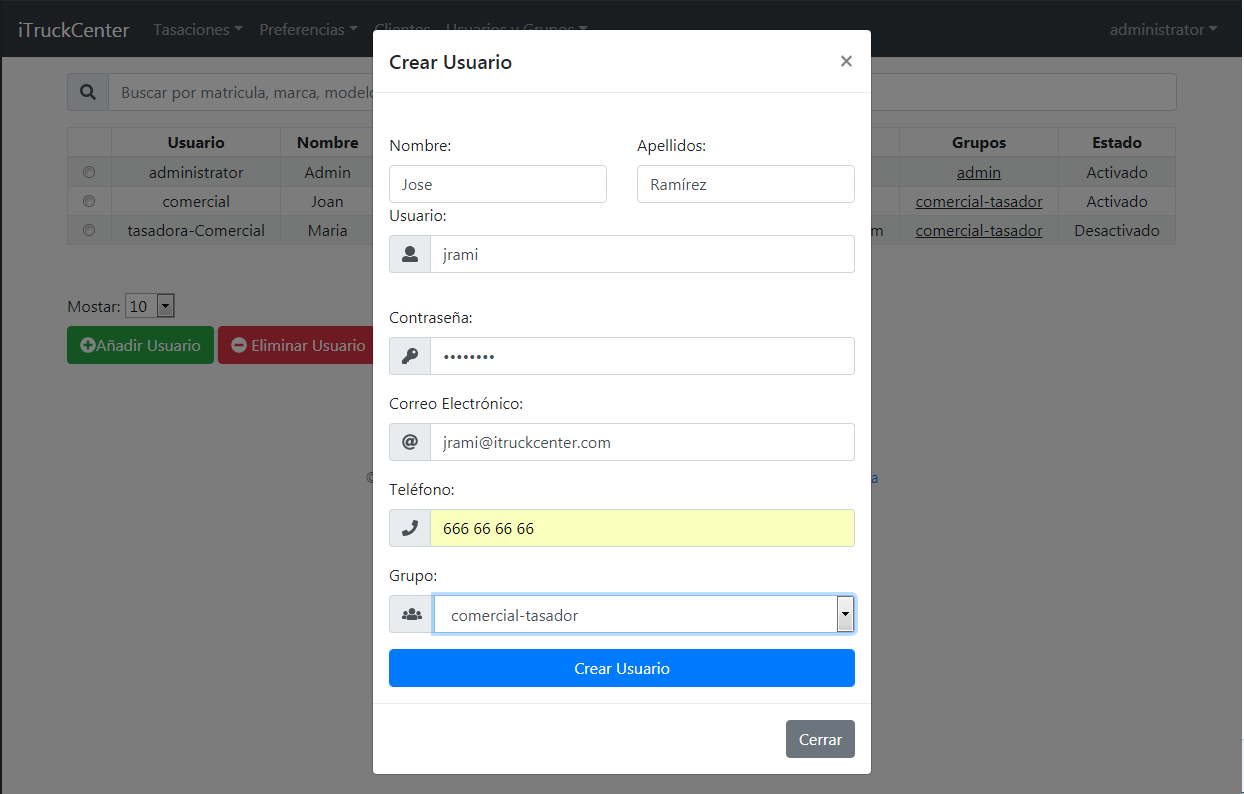 iTruckCenter Tasaciones Preferencias Clientes Usuarios y Grupos administrator
Crear Usuario ×
Buscar por matricula, marca, modelo
Usuario Nombre Grupos Estado
administrator Admin admin Activado
comercial Joan comercial-tasador Activado
tasadora-Comercial Maria m comercial-tasador Desactivado
Mostar: 10
Añadir Usuario Eliminar Usuario
©
a
Nombre: Apellidos:
Jose Ramírez
Usuario:
jrami
Contraseña:
••••••••
Correo Electrónico:
@ jrami@itruckcenter.com
Teléfono:
666 66 66 66
Grupo:
comercial-tasador
Crear Usuario
Cerrar